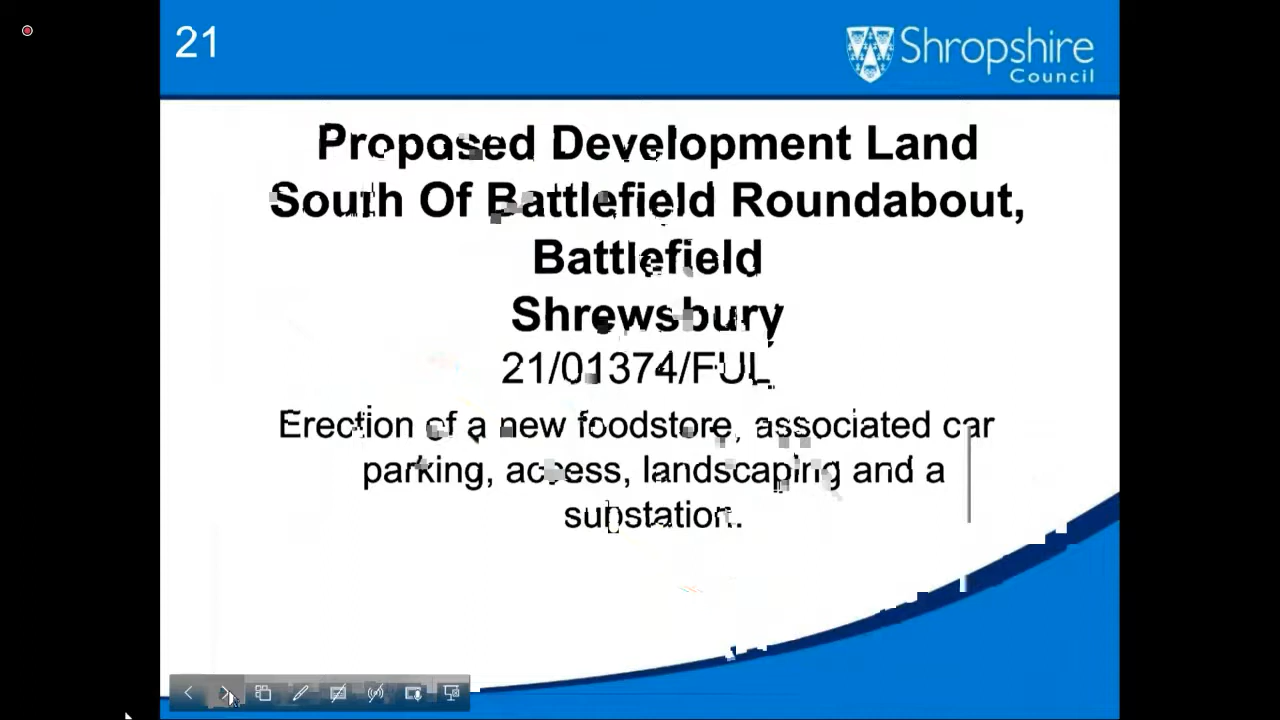 21
Shropshire
Council
Proposed Development Land
South Of Battlefield Roundabout,
Battlefield
Shrewsbury
21/01374/FUL
Erection of a new foodstore, associated car
parking, access, landscaping and a
substation.